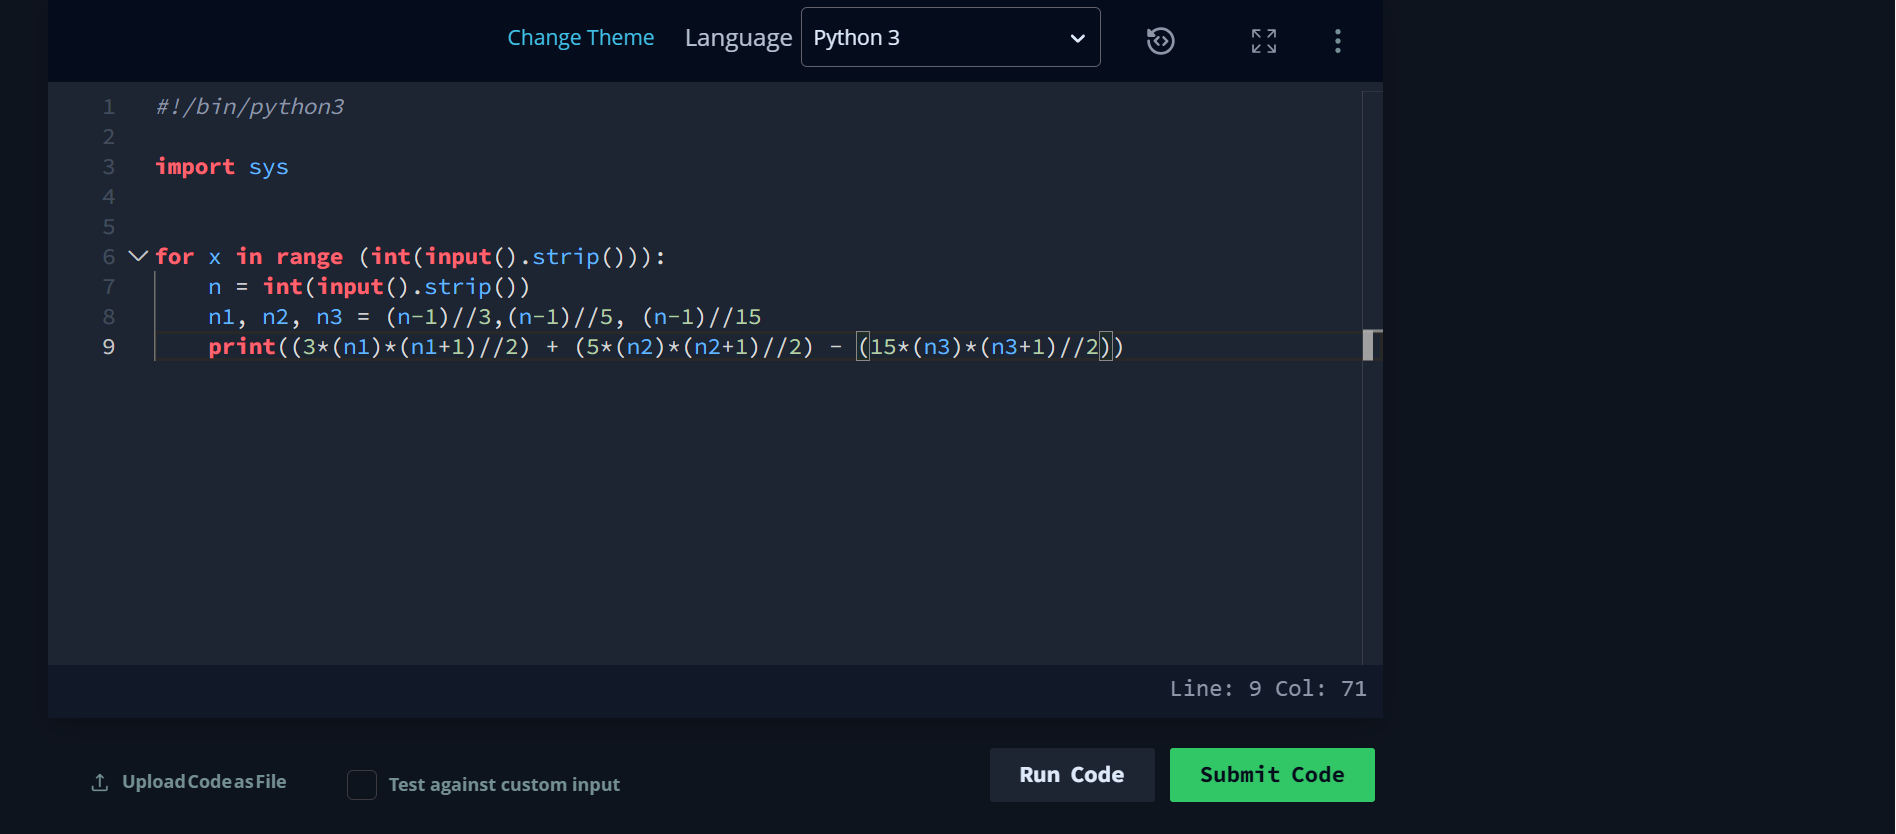 Change Theme Language Python 3
1 #!/bin/python3
2
3 import sys
4
5
6 for x in range (int(input().strip())):
7 n = int(input().strip())
8 n1, n2, n3 = (n-1)//3,(n-1)//5, (n-1)//15
9 print((3*(n1)*(n1+1)//2) + (5*(n2)*(n2+1)//2) - (15*(n3)*(n3+1)//2))
Line: 9 Col: 71
Upload Code as File Test against custom input Run Code Submit Code